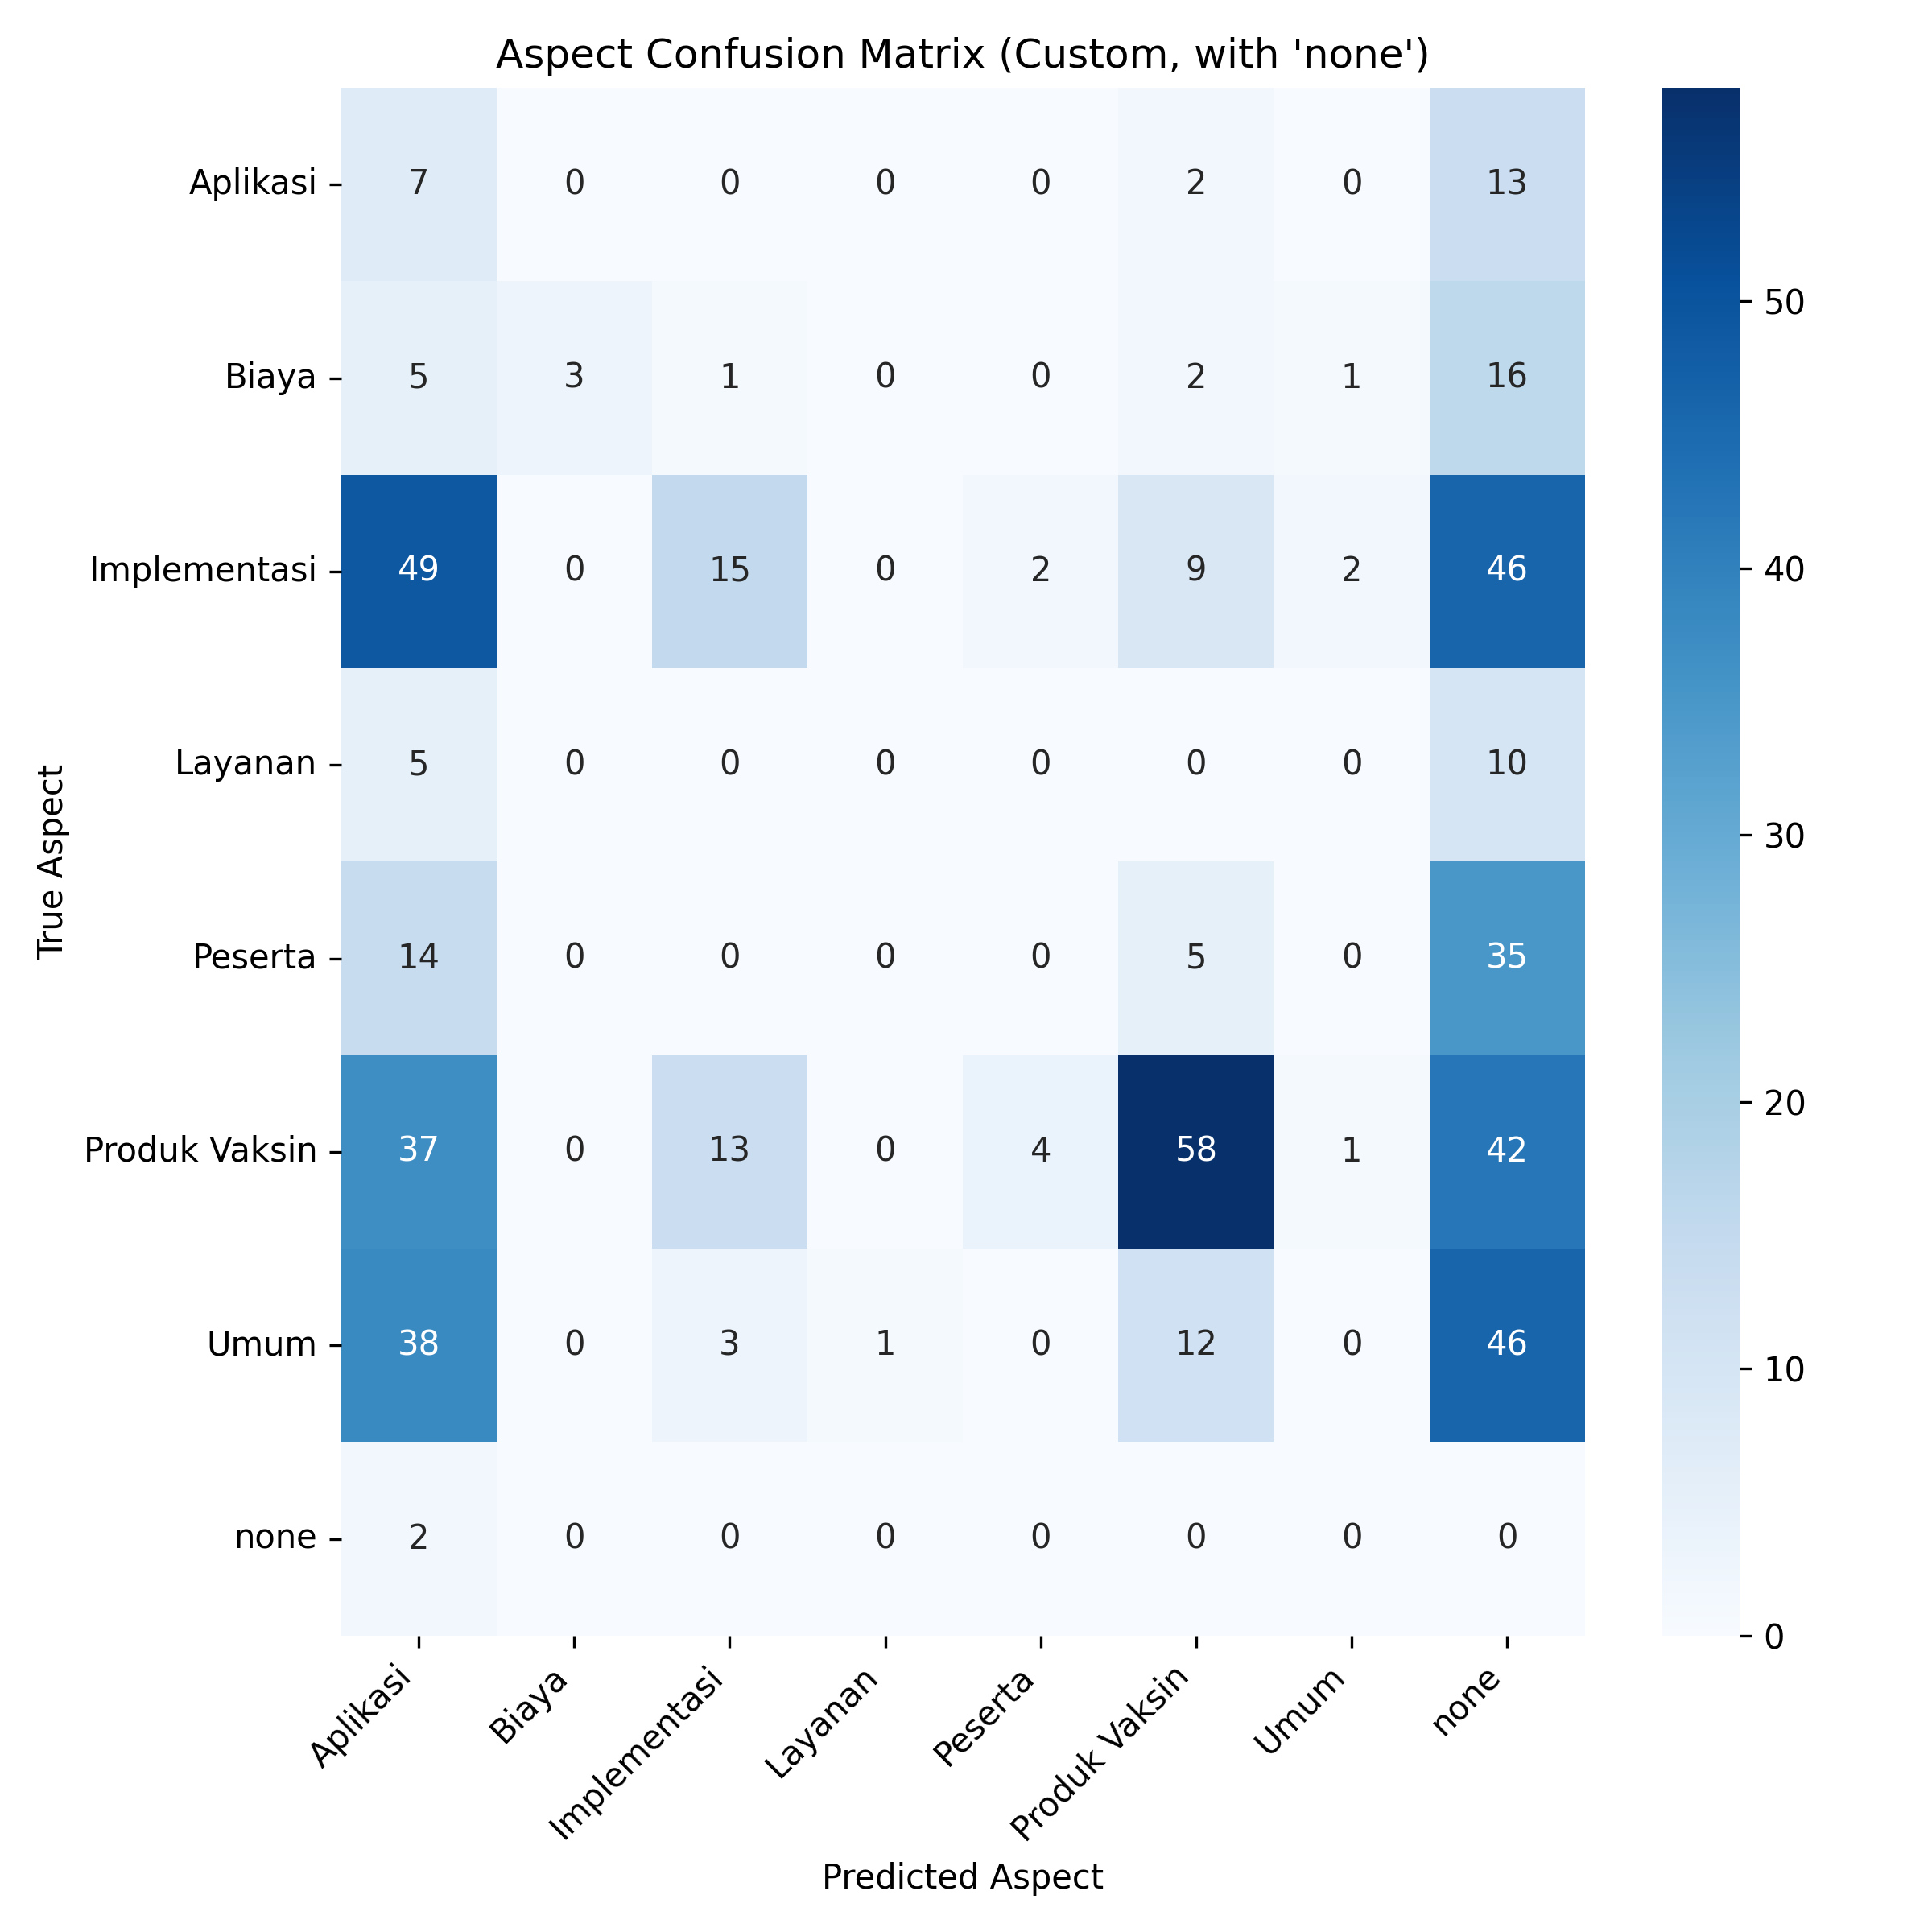 Aspect Confusion Matrix (Custom, with 'none')
True Aspect
Aplikasi 7 0 0 0 0 2 0 13
Biaya 5 3 1 0 0 2 1 16
Implementasi 49 0 15 0 2 9 2 46
Layanan 5 0 0 0 0 0 0 10
Peserta 14 0 0 0 0 5 0 35
Produk Vaksin 37 0 13 0 4 58 1 42
Umum 38 0 3 1 0 12 0 46
none 2 0 0 0 0 0 0 0
Aplikasi Biaya Implementasi Layanan Peserta Produk Vaksin Umum none
Predicted Aspect
50
40
30
20
10
0